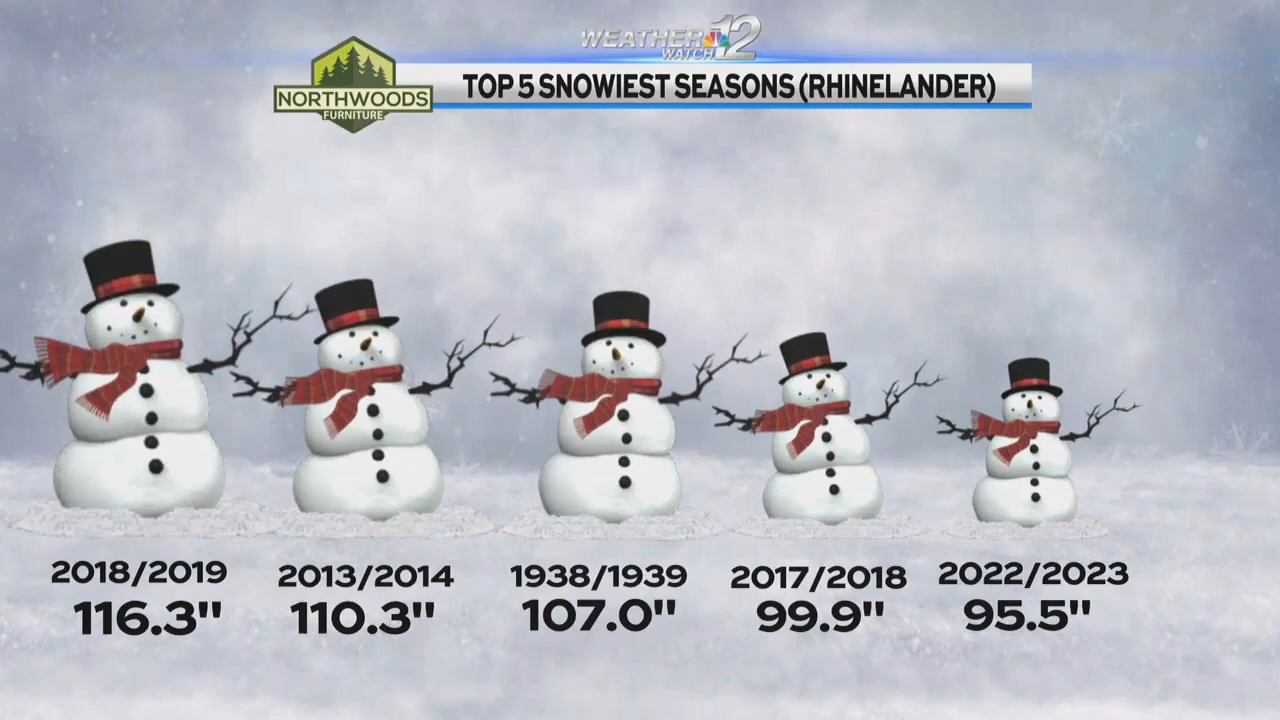 WEATHER 12
WATCH
NORTHWOODS
FURNITURE
TOP 5 SNOWIEST SEASONS (RHINELANDER)
2018/2019
116.3"
2013/2014
110.3"
1938/1939
107.0"
2017/2018
99.9"
2022/2023
95.5"